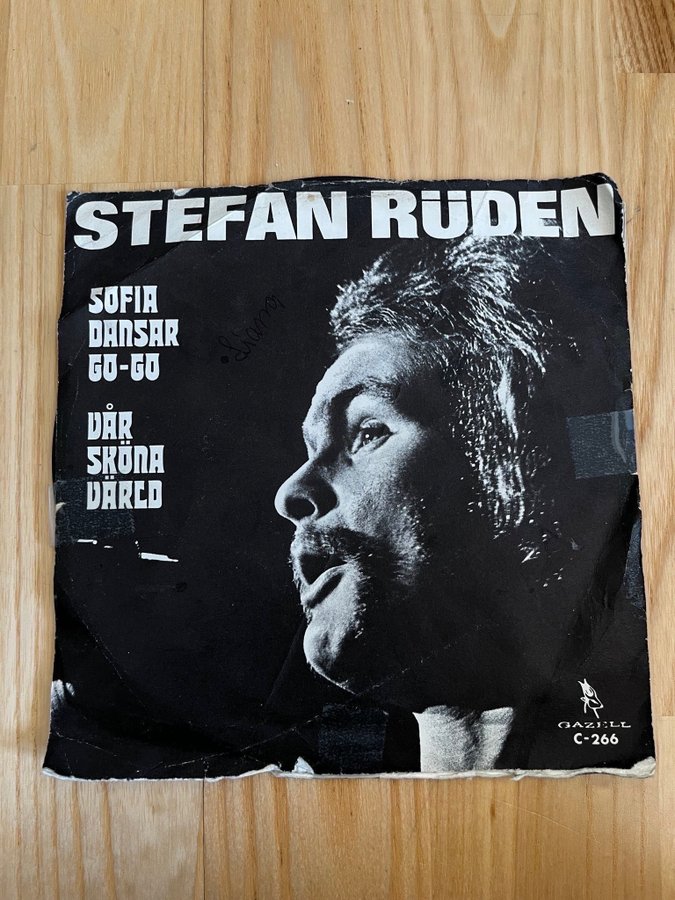 STEFAN RÜDEN
SOFIA
DANSAR
GO-GO
VÅR
SKÖNA
VÄRLD
GAZELL
C-266